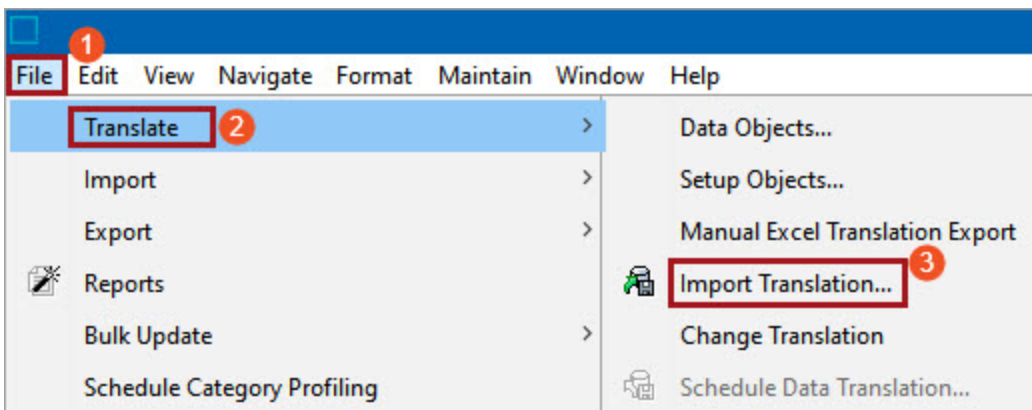 1
File Edit View Navigate Format Maintain Window Help
Translate 2 > Data Objects...
Import > Setup Objects...
Export > Manual Excel Translation Export
Reports Import Translation... 3
Bulk Update > Change Translation
Schedule Category Profiling Schedule Data Translation...